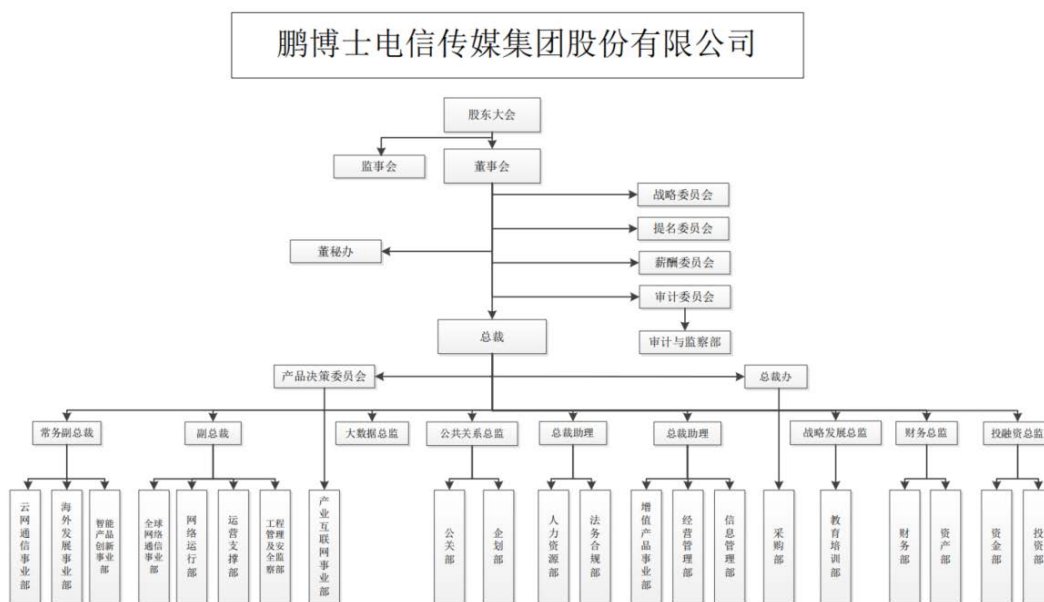 鹏博士电信传媒集团股份有限公司
股东大会
监事会
董事会
战略委员会
提名委员会
董秘办
薪酬委员会
审计委员会
总裁
审计与监察部
产品决策委员会
总裁办
常务副总裁
副总裁
大数据总监
公共关系总监
总裁助理
总裁助理
战略发展总监
财务总监
投融资总监
云网通信事业部
海外发展事业部
智能产品创新事业部
全球网络通信事业部
网络运行部
运营支撑部
工程管理及安全监察部
产业互联网事业部
公关部
企划部
人力资源部
法务合规部
增值产品事业部
经营管理部
信息管理部
采购部
教育培训部
财务部
资产部
资金部
投资部